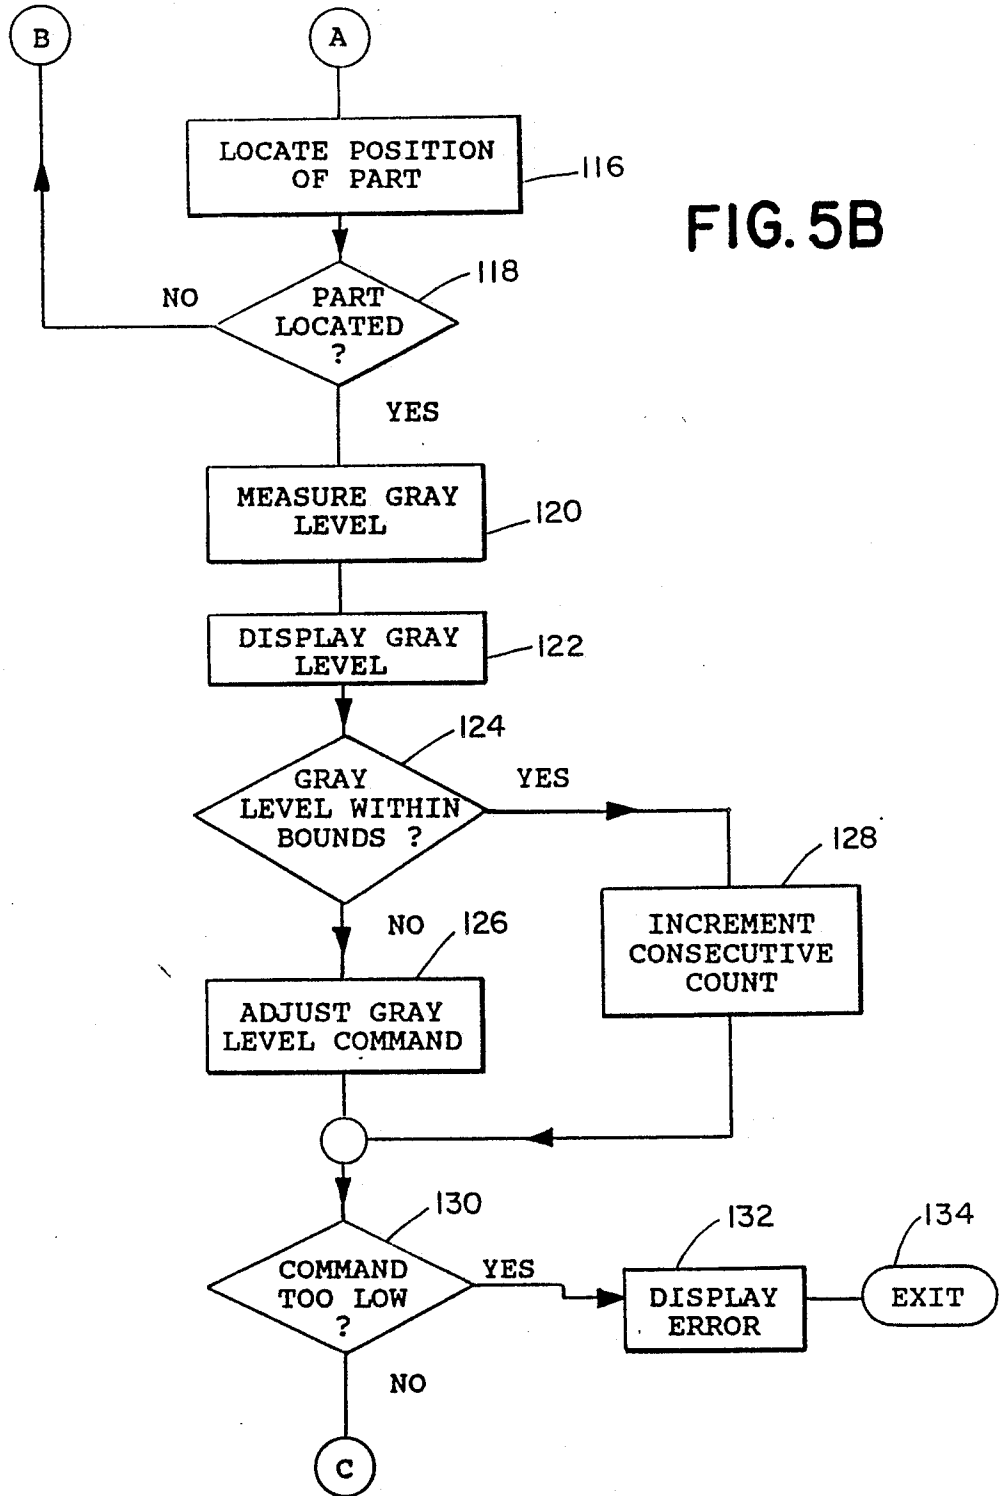 B
A
LOCATE POSITION
OF PART
116
FIG. 5B
118
NO
PART
LOCATED
?
YES
MEASURE GRAY
LEVEL
120
DISPLAY GRAY
LEVEL
122
124
GRAY
LEVEL WITHIN
BOUNDS ?
YES
128
NO
126
INCREMENT
CONSECUTIVE
COUNT
ADJUST GRAY
LEVEL COMMAND
130
132
134
COMMAND
TOO LOW
?
YES
DISPLAY
ERROR
EXIT
NO
C